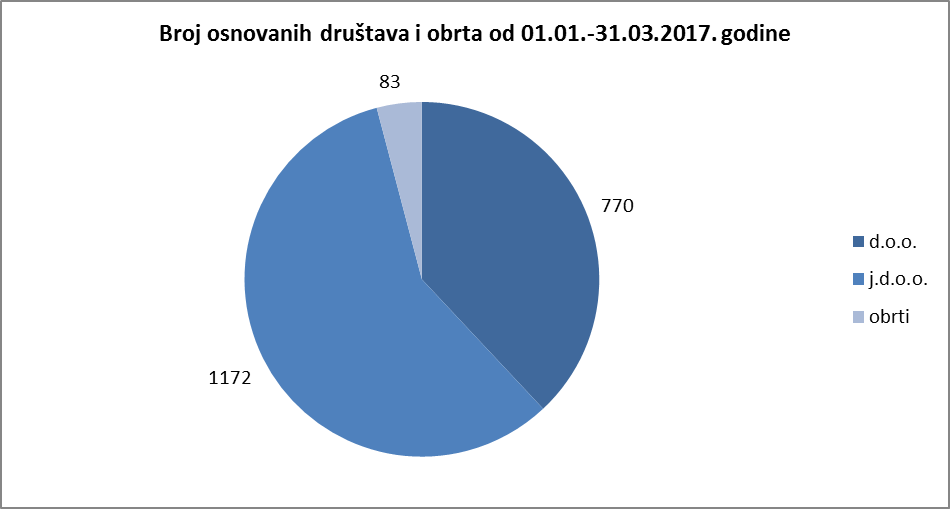 Broj osnovanih društava i obrta od 01.01.-31.03.2017. godine
83
770
1172
d.o.o.
j.d.o.o.
obrti